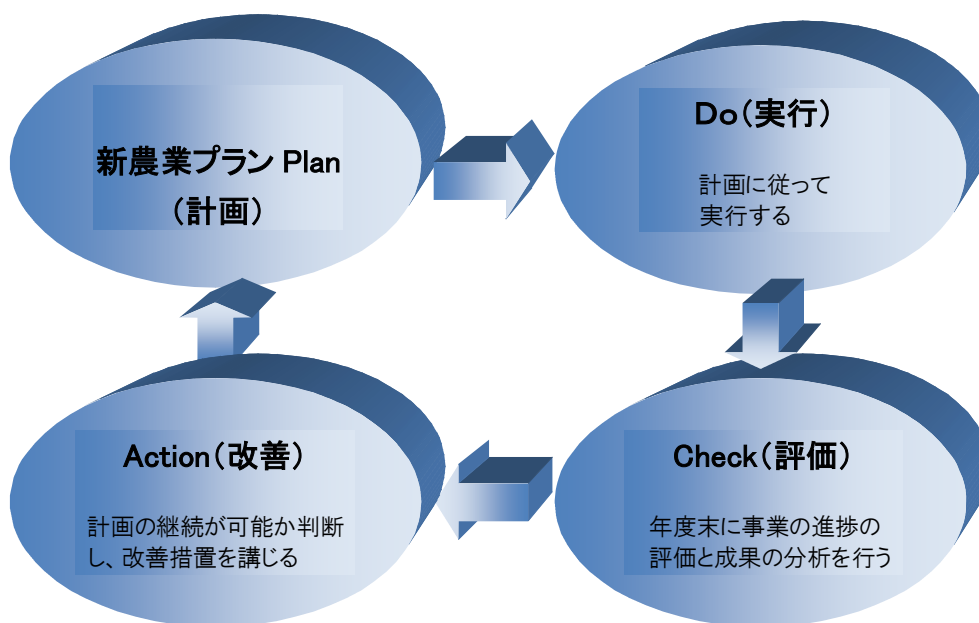 新農業プラン Plan
（計画）
Do（実行）
計画に従って
実行する
Check（評価）
年度末に事業の進捗の
評価と成果の分析を行う
Action（改善）
計画の継続が可能か判断
し、改善措置を講じる